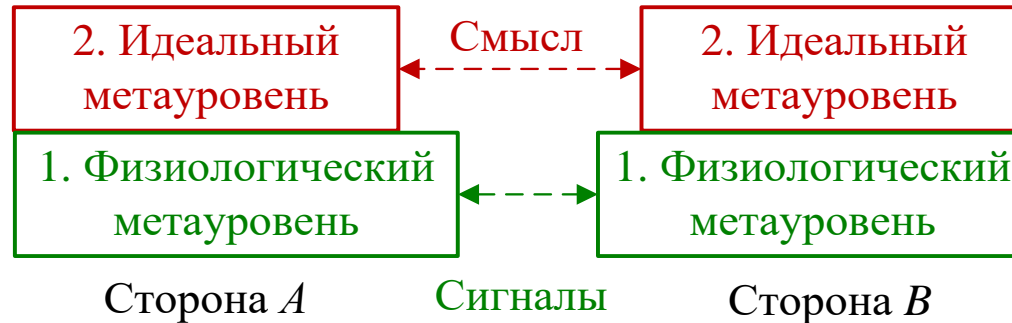 2. Идеальный
метауровень
Смысл
2. Идеальный
метауровень
1. Физиологический
метауровень
1. Физиологический
метауровень
Сторона A
Сигналы
Сторона B